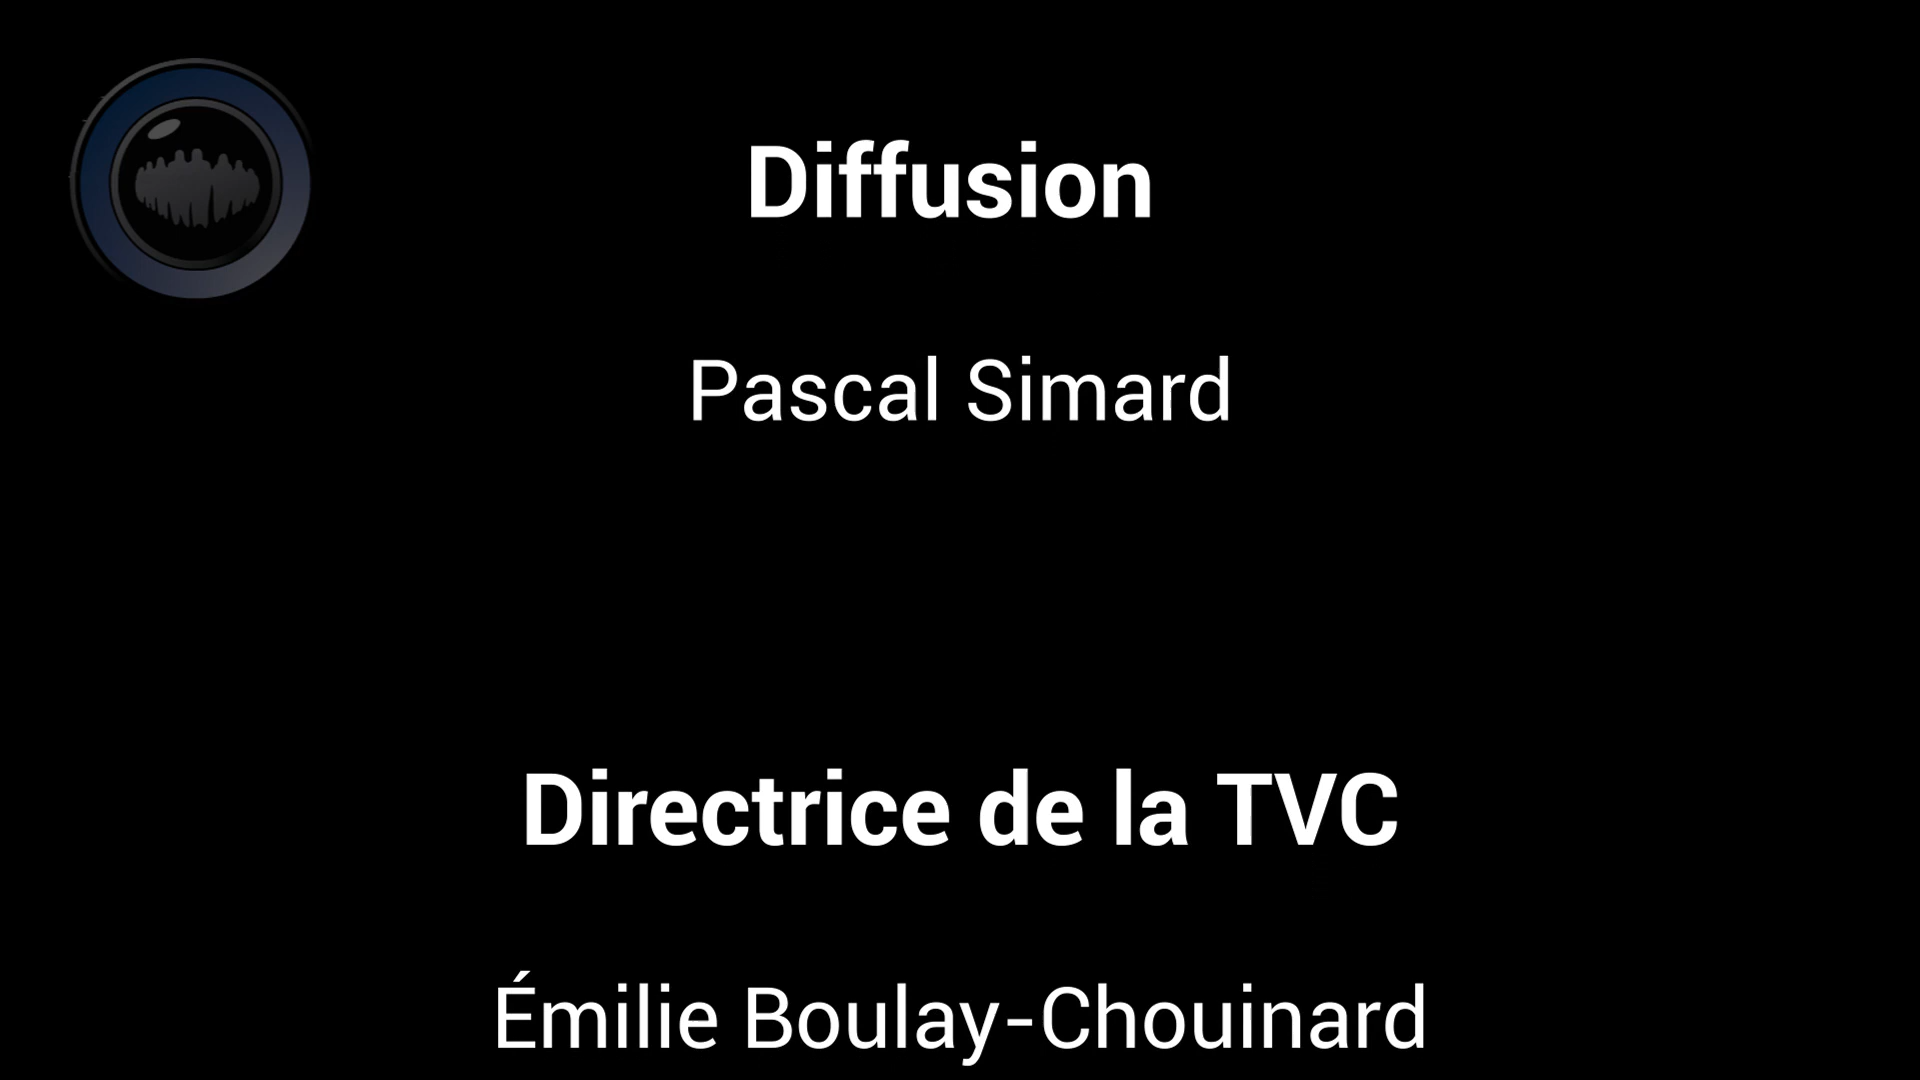 Diffusion
Pascal Simard
Directrice de la TVC
Émilie Boulay-Chouinard